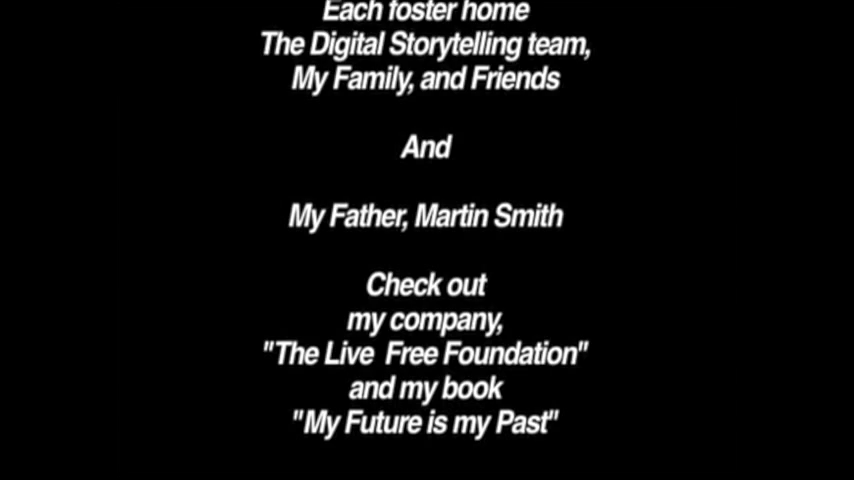 Each foster home
The Digital Storytelling team,
My Family, and Friends
And
My Father, Martin Smith
Check out
my company,
"The Live Free Foundation"
and my book
"My Future is my Past"